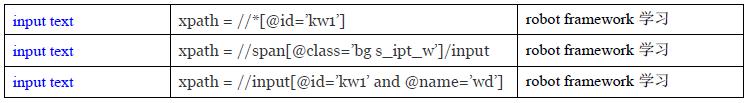 input text xpath = //*[@id=’kw1’] robot framework 学习
input text xpath = //span[@class=’bg s_ipt_w’]/input robot framework 学习
input text xpath = //input[@id=’kw1’ and @name=’wd’] robot framework 学习